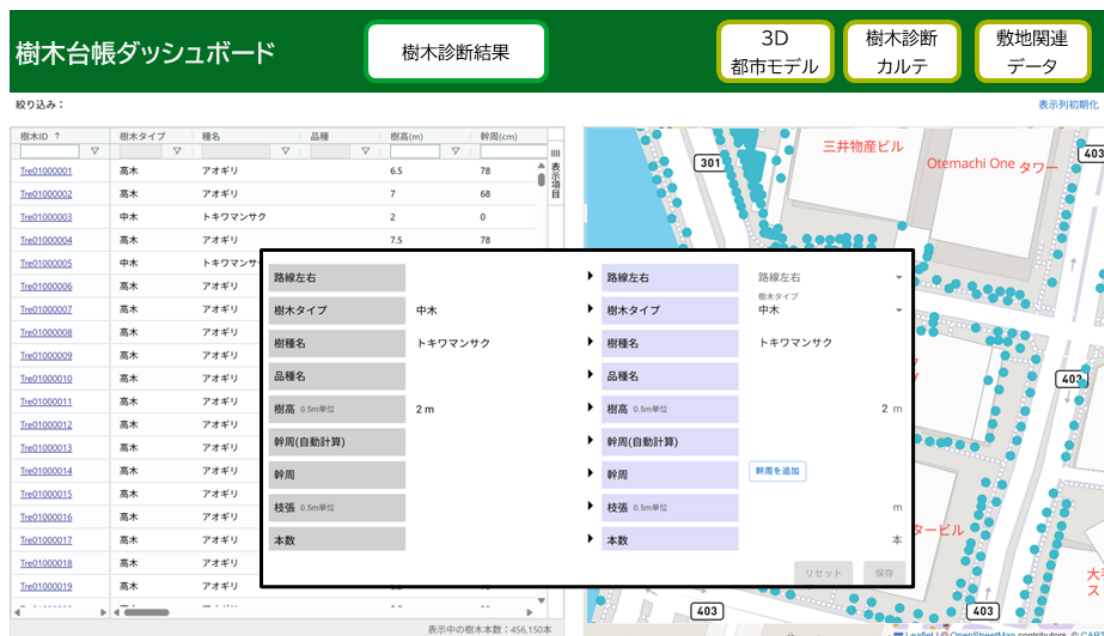 樹木台帳ダッシュボード
樹木診断結果
3D
都市モデル
樹木診断
カルテ
敷地関連
データ
絞り込み：
表示列初期化
樹木ID ↑ 樹木タイプ 種名 品種 樹高(m) 幹周(cm)
表示項目
Tre01000001 高木 アオギリ 6.5 78
Tre01000002 高木 アオギリ 7 68
Tre01000003 中木 トキワマンサク 2 0
Tre01000004 高木 アオギリ 7.5 78
Tre01000005 中木 トキワマンサ
Tre01000006 高木 アオギリ
Tre01000007 高木 アオギリ
Tre01000008 高木 アオギリ
Tre01000009 高木 アオギリ
Tre01000010 高木 アオギリ
Tre01000011 高木 アオギリ
Tre01000012 高木 アオギリ
Tre01000013 高木 アオギリ
Tre01000014 高木 アオギリ
Tre01000015 高木 アオギリ
Tre01000016 高木 アオギリ
Tre01000017 高木 アオギリ
Tre01000018 高木 アオギリ
Tre01000019 高木 アオギリ
表示中の樹木本数：456,150本
路線左右 路線左右 路線左右
樹木タイプ
樹木タイプ 中木 樹木タイプ 中木
樹種名 トキワマンサク 樹種名 トキワマンサク
品種名 品種名
樹高 0.5m単位 2 m 樹高 0.5m単位 2 m
幹周(自動計算) 幹周(自動計算)
幹周 幹周 幹周を追加
枝張 0.5m単位 枝張 0.5m単位 m
本数 本数 本
リセット 保存
三井物産ビル
301
Otemachi One タワー
403
403
タービル
大手
ス
403
403
Leaflet | © OpenStreetMap contributors, © CART